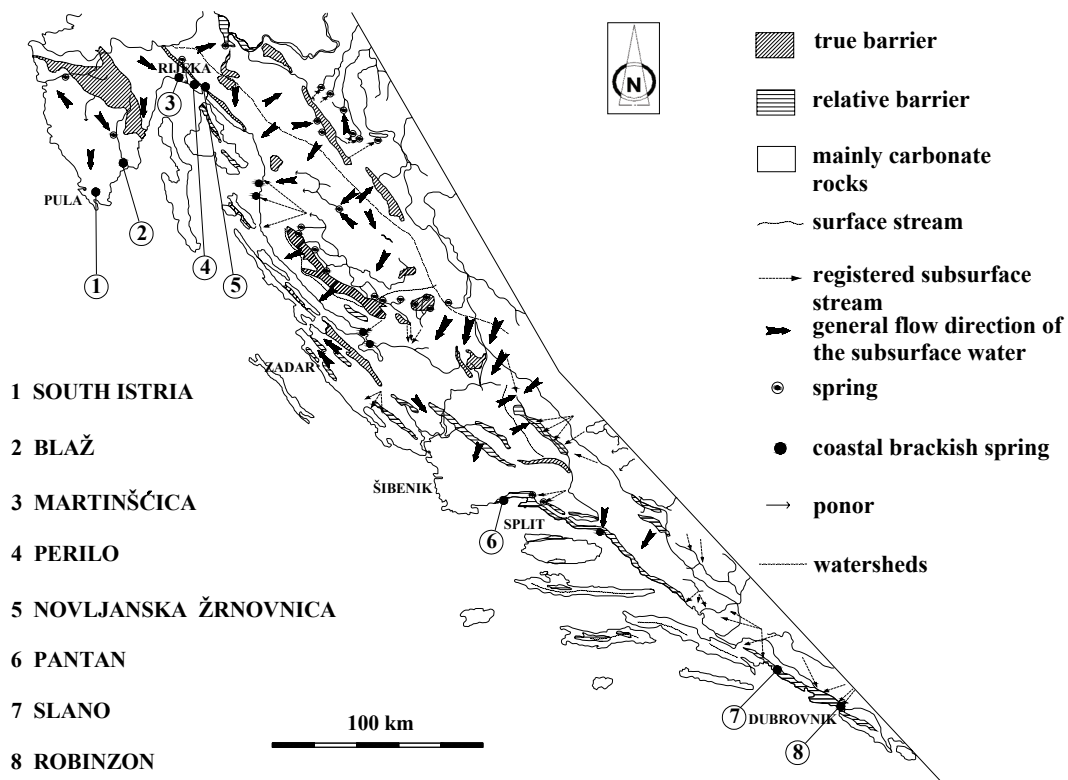 RIJEKA
3
PULA
1
2
4
5
ZADAR
ŠIBENIK
6
SPLIT
7
DUBROVNIK
8
1 SOUTH ISTRIA
2 BLAŽ
3 MARTINŠĆICA
4 PERILO
5 NOVLJANSKA ŽRNOVNICA
6 PANTAN
7 SLANO
8 ROBINZON
100 km
N
true barrier
relative barrier
mainly carbonate
rocks
surface stream
registered subsurface
stream
general flow direction of
the subsurface water
spring
coastal brackish spring
ponor
watersheds